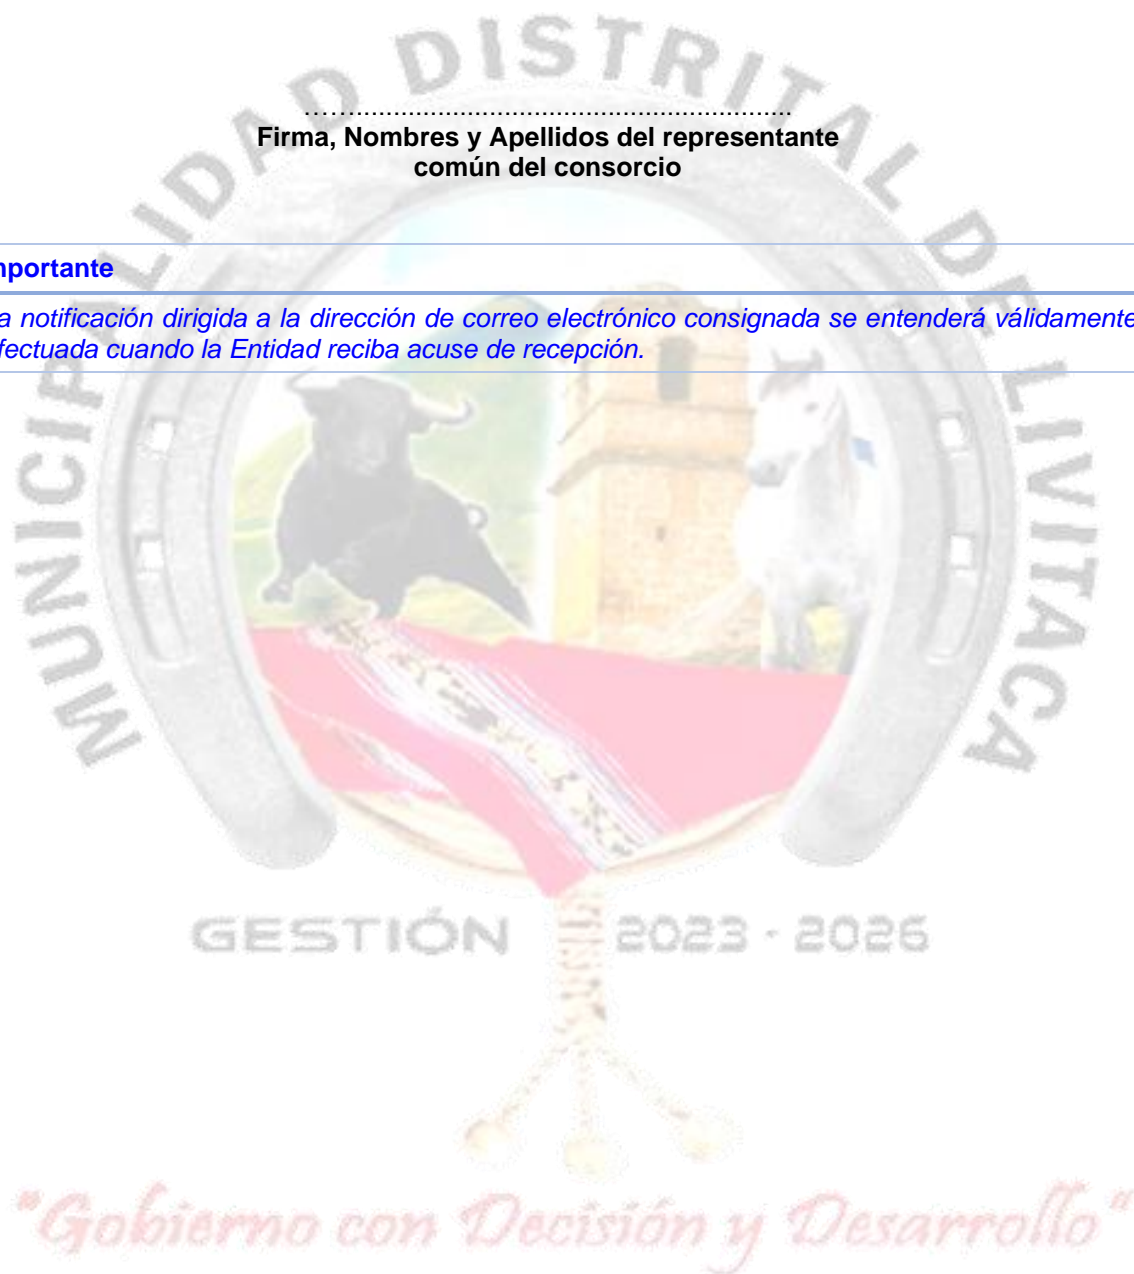 MUNICIPALIDAD DISTRITAL DE LIVITACA
….............................................................
Firma, Nombres y Apellidos del representante
común del consorcio
mportante
a notificación dirigida a la dirección de correo electrónico consignada se entenderá válidamente
fectuada cuando la Entidad reciba acuse de recepción.
GESTIÓN 2023 - 2026
"Gobierno con Decisión y Desarrollo"